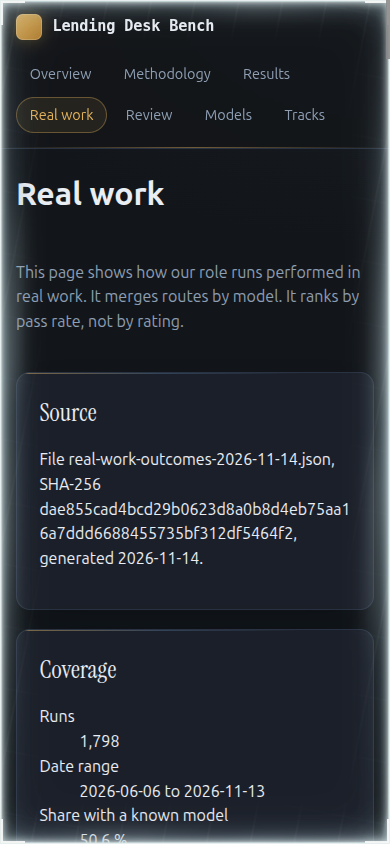 Lending Desk Bench
Overview Methodology Results
Real work Review Models Tracks
Real work
This page shows how our role runs performed in
real work. It merges routes by model. It ranks by
pass rate, not by rating.
Source
File real-work-outcomes-2026-11-14.json,
SHA-256
dae855cad4bcd29b0623d8a0b8d4eb75aa1
6a7ddd6688455735bf312df5464f2,
generated 2026-11-14.
Coverage
Runs
1,798
Date range
2026-06-06 to 2026-11-13
Share with a known model
50.6 %